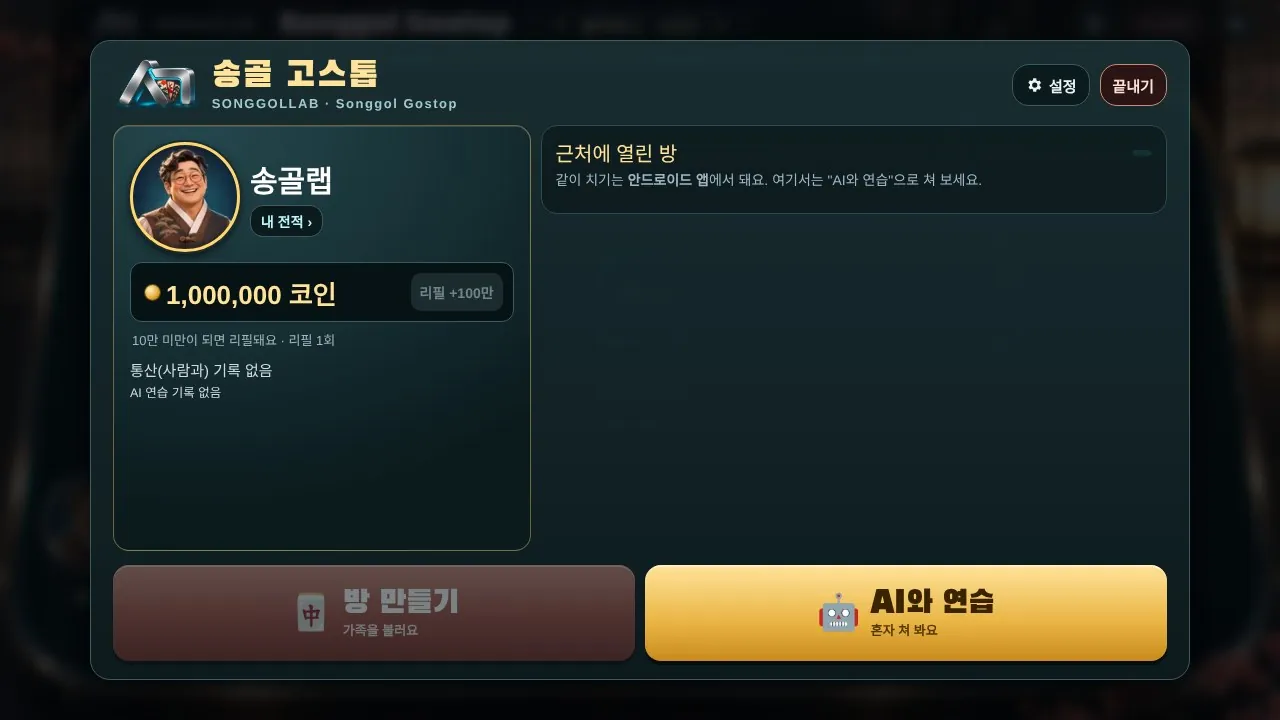 송골 고스톱
SONGGOLLAB · Songgol Gostop
설정
끝내기
송골랩
내 전적 ›
1,000,000 코인
리필 +100만
10만 미만이 되면 리필돼요 · 리필 1회
통산(사람과) 기록 없음
AI 연습 기록 없음
근처에 열린 방
같이 치기는 안드로이드 앱에서 돼요. 여기서는 "AI와 연습"으로 쳐 보세요.
中
방 만들기
가족을 불러요
AI와 연습
혼자 쳐 봐요